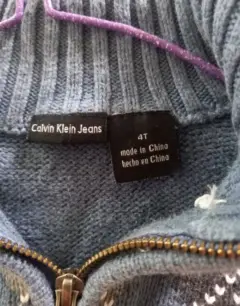 Calvin Klein Jeans
4T
made in China
hecho en China